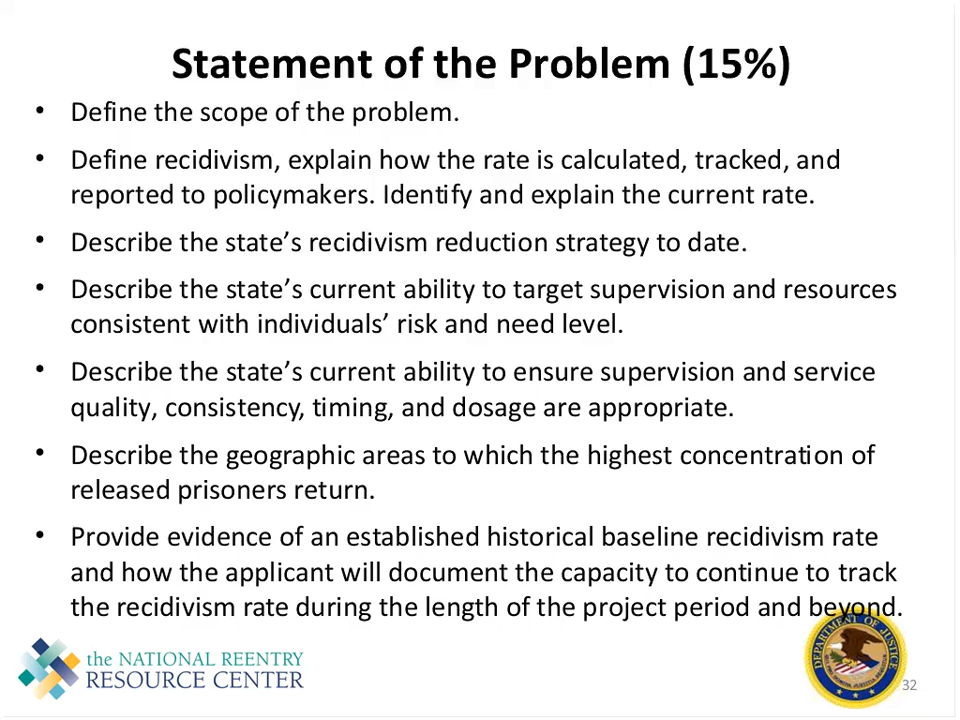 Statement of the Problem (15%)
• Define the scope of the problem.
• Define recidivism, explain how the rate is calculated, tracked, and
reported to policymakers. Identify and explain the current rate.
• Describe the state’s recidivism reduction strategy to date.
• Describe the state’s current ability to target supervision and resources
consistent with individuals’ risk and need level.
• Describe the state’s current ability to ensure supervision and service
quality, consistency, timing, and dosage are appropriate.
• Describe the geographic areas to which the highest concentration of
released prisoners return.
• Provide evidence of an established historical baseline recidivism rate
and how the applicant will document the capacity to continue to track
the recidivism rate during the length of the project period and beyond.
the NATIONAL REENTRY
RESOURCE CENTER
DEPARTMENT OF JUSTICE
32